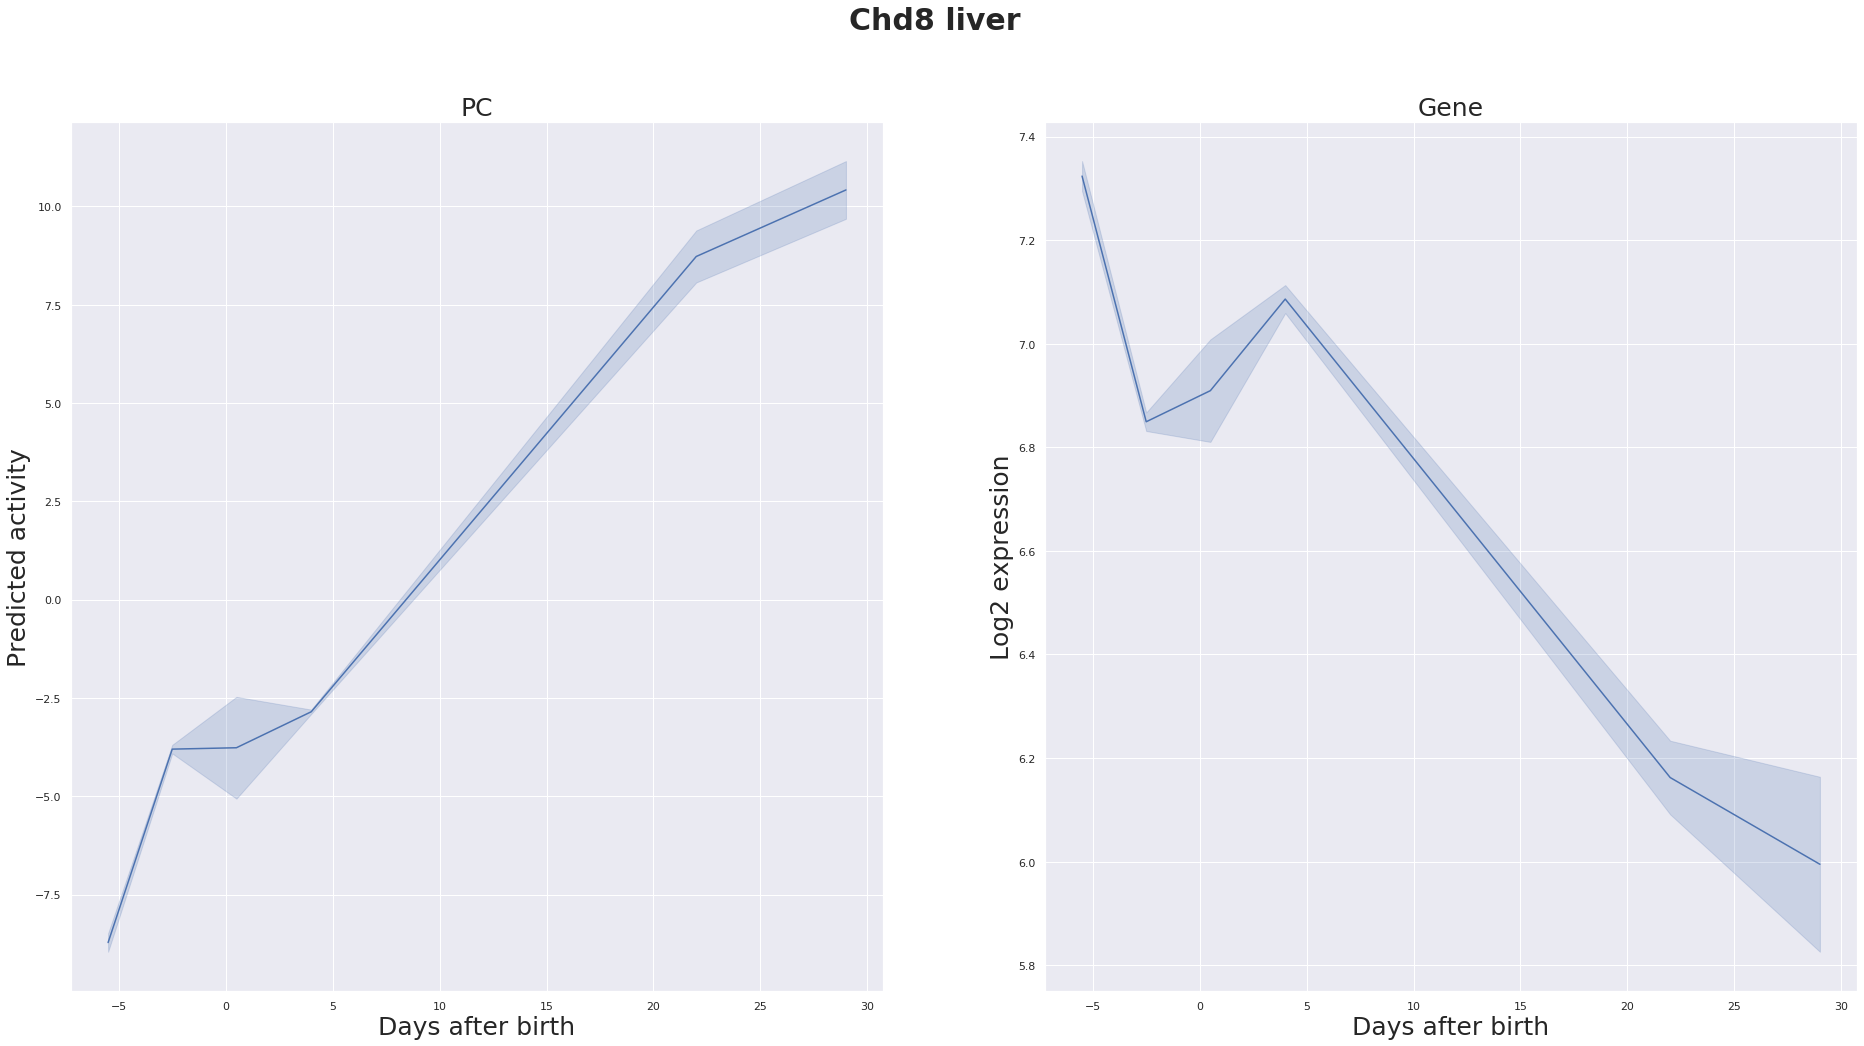 Chd8 liver
PC
Predicted activity
10.0
7.5
5.0
2.5
0.0
−2.5
−5.0
−7.5
−5 0 5 10 15 20 25 30
Days after birth
Gene
Log2 expression
7.4
7.2
7.0
6.8
6.6
6.4
6.2
6.0
5.8
−5 0 5 10 15 20 25 30
Days after birth